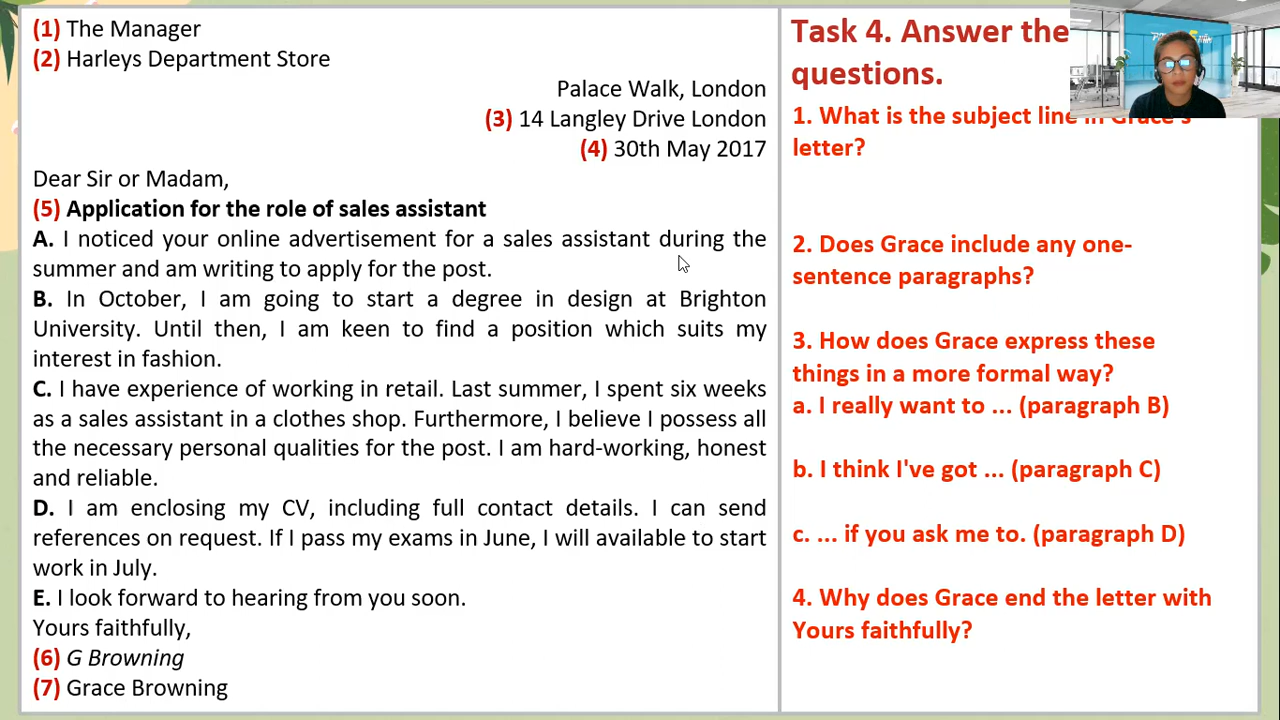 (1) The Manager
(2) Harleys Department Store
Palace Walk, London
(3) 14 Langley Drive London
(4) 30th May 2017
Dear Sir or Madam,
(5) Application for the role of sales assistant
A. I noticed your online advertisement for a sales assistant during the
summer and am writing to apply for the post.
B. In October, I am going to start a degree in design at Brighton
University. Until then, I am keen to find a position which suits my
interest in fashion.
C. I have experience of working in retail. Last summer, I spent six weeks
as a sales assistant in a clothes shop. Furthermore, I believe I possess all
the necessary personal qualities for the post. I am hard-working, honest
and reliable.
D. I am enclosing my CV, including full contact details. I can send
references on request. If I pass my exams in June, I will available to start
work in July.
E. I look forward to hearing from you soon.
Yours faithfully,
(6) G Browning
(7) Grace Browning
Task 4. Answer the
questions.
1. What is the subject line in Grace's
letter?
2. Does Grace include any one-
sentence paragraphs?
3. How does Grace express these
things in a more formal way?
a. I really want to ... (paragraph B)
b. I think I've got ... (paragraph C)
c. ... if you ask me to. (paragraph D)
4. Why does Grace end the letter with
Yours faithfully?